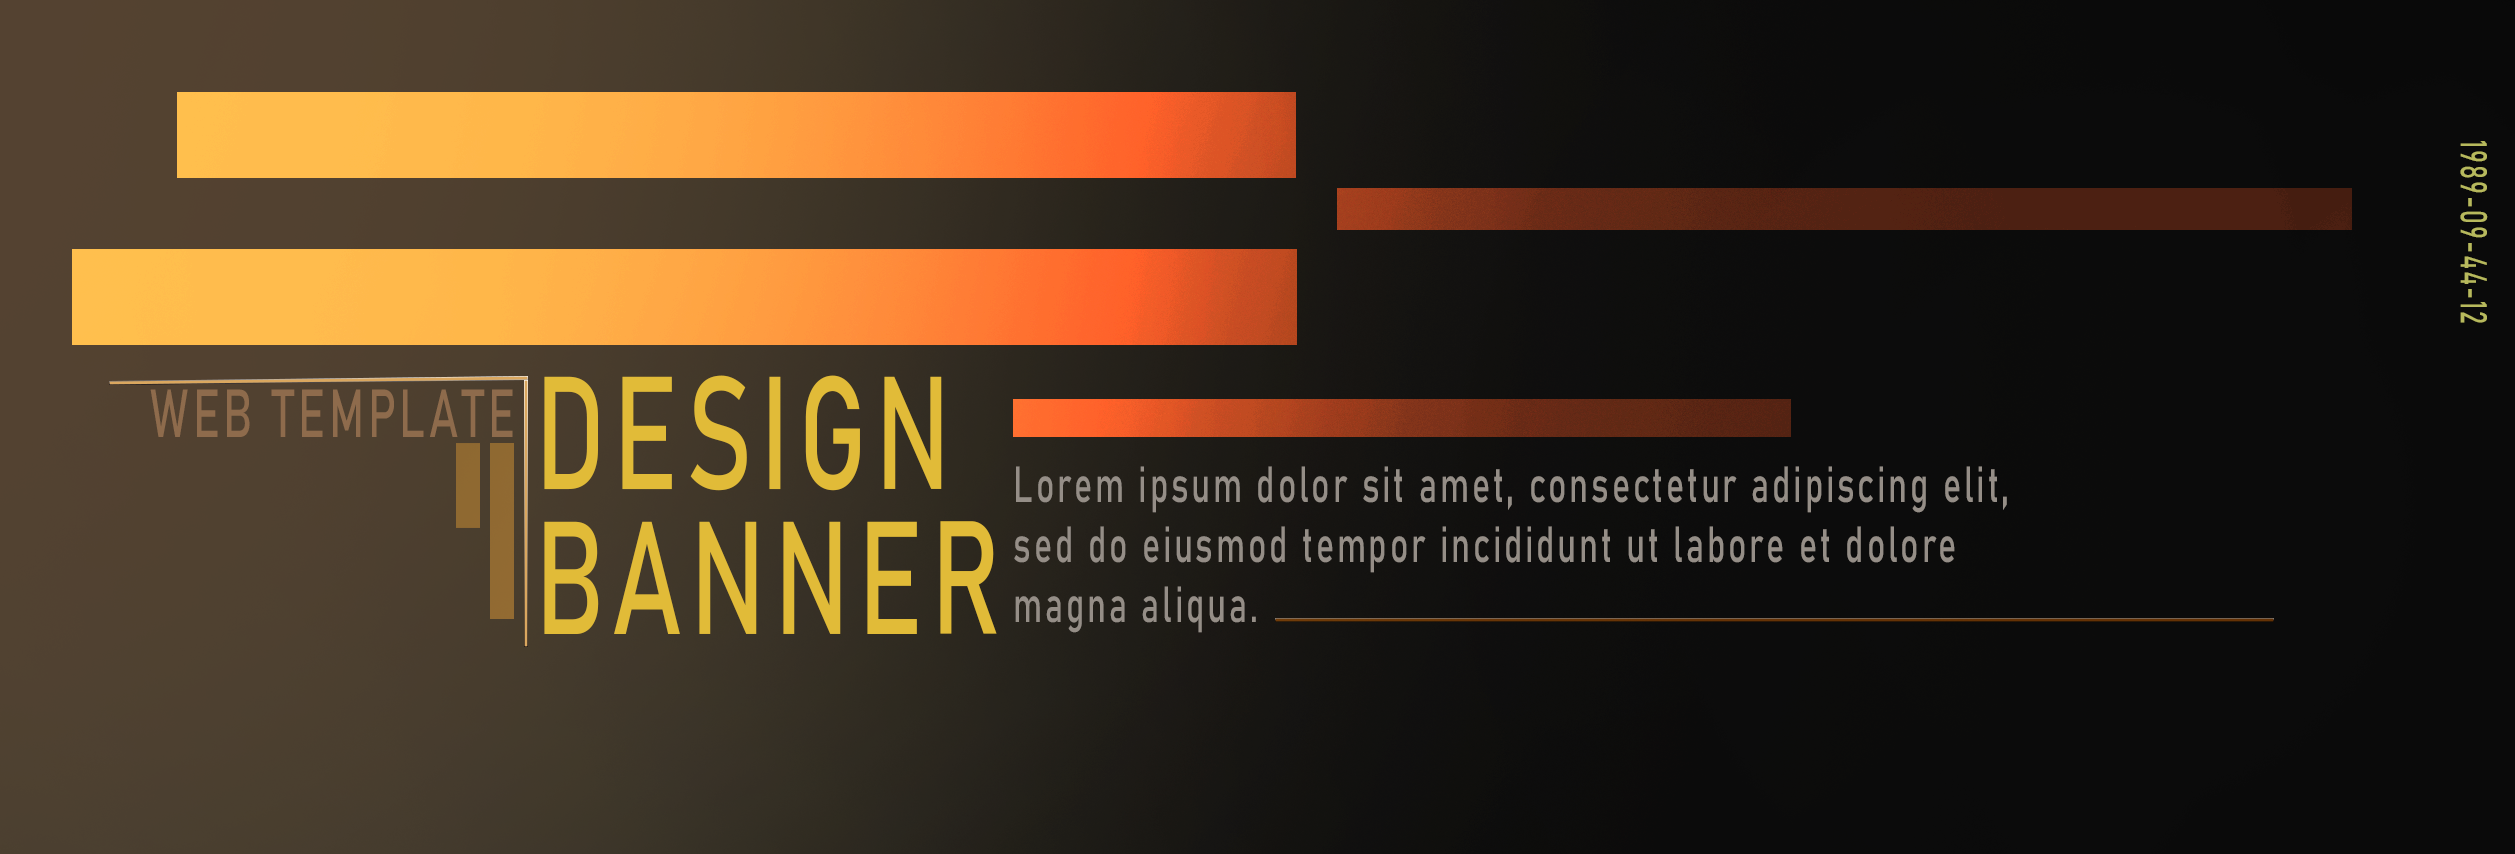 WEB TEMPLATE
DESIGN
BANNER
Lorem ipsum dolor sit amet, consectetur adipiscing elit,
sed do eiusmod tempor incididunt ut labore et dolore
magna aliqua.
1989-09-44-12